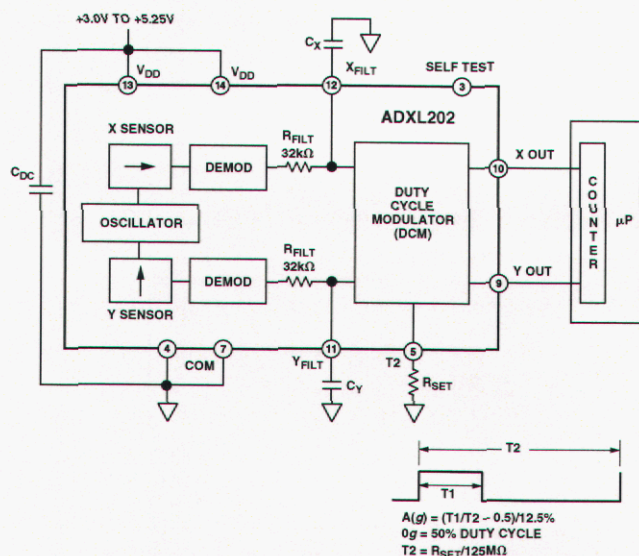 +3.0V TO +5.25V
CX
XFILT
SELF TEST
VDD
VDD
13
14
12
3
ADXL202
X SENSOR
CDC
DEMOD
RFILT
32kΩ
OSCILLATOR
DUTY
CYCLE
MODULATOR
(DCM)
10
X OUT
COUNTER
µP
RFILT
32kΩ
DEMOD
Y SENSOR
9
Y OUT
4
7
COM
YFILT
11
T2
5
CY
RSET
T2
T1
A(g) = (T1/T2 – 0.5)/12.5%
0g = 50% DUTY CYCLE
T2 = RSET/125MΩ